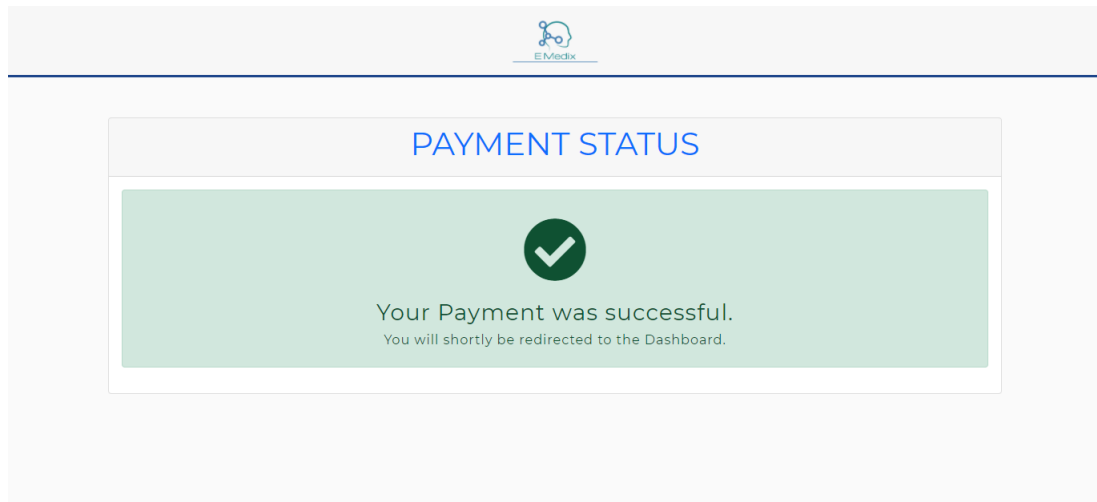 E Medix
PAYMENT STATUS
Your Payment was successful.
You will shortly be redirected to the Dashboard.